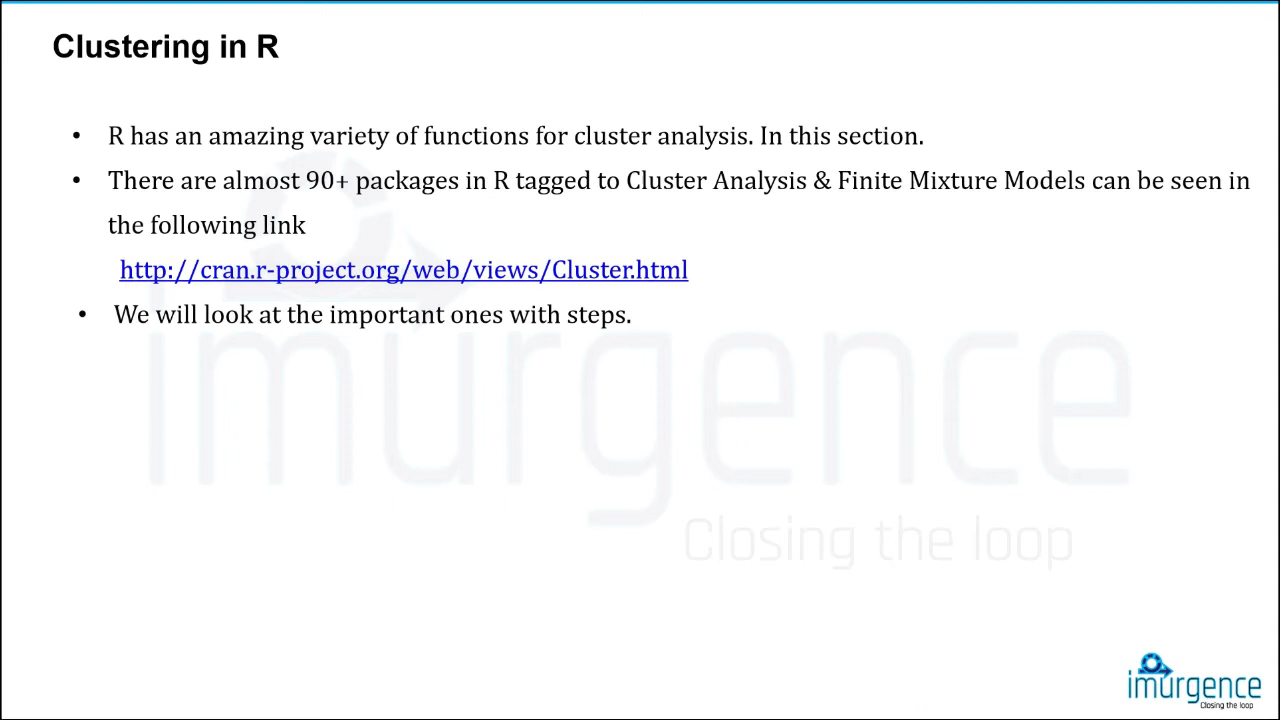 Clustering in R
• R has an amazing variety of functions for cluster analysis. In this section.
• There are almost 90+ packages in R tagged to Cluster Analysis & Finite Mixture Models can be seen in
the following link
http://cran.r-project.org/web/views/Cluster.html
• We will look at the important ones with steps.
imurgence
Closing the loop
imurgence
Closing the loop